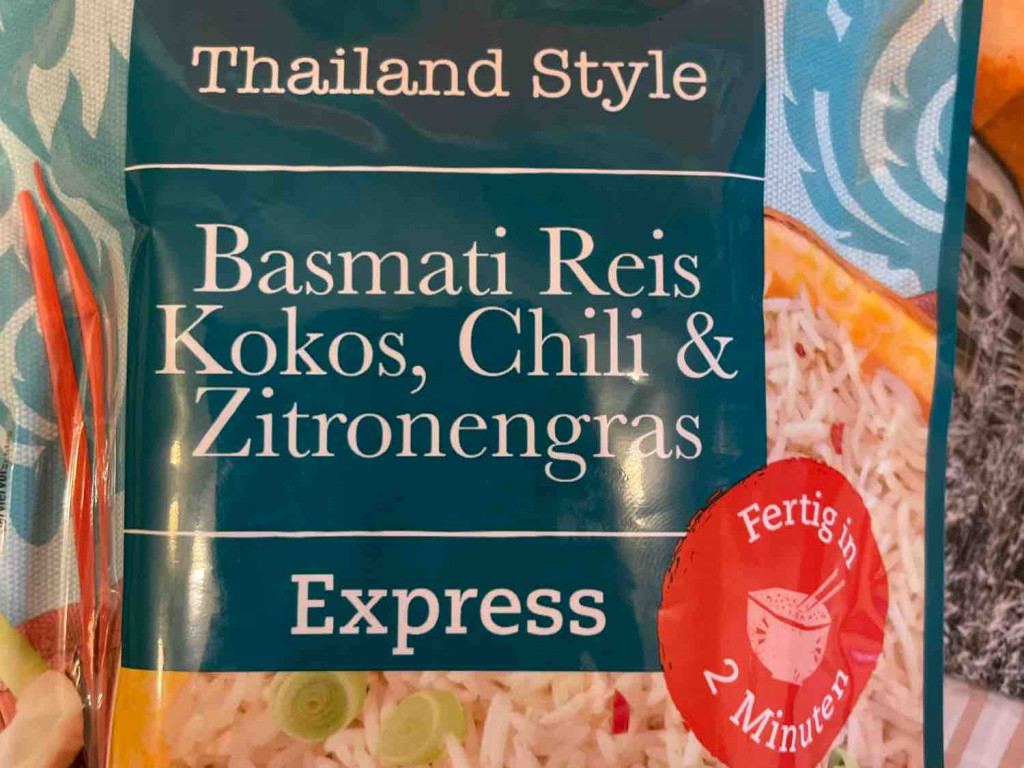 Thailand Style
Basmati Reis
Kokos, Chili &
Zitronengras
Express
Fertig in
2 Minuten